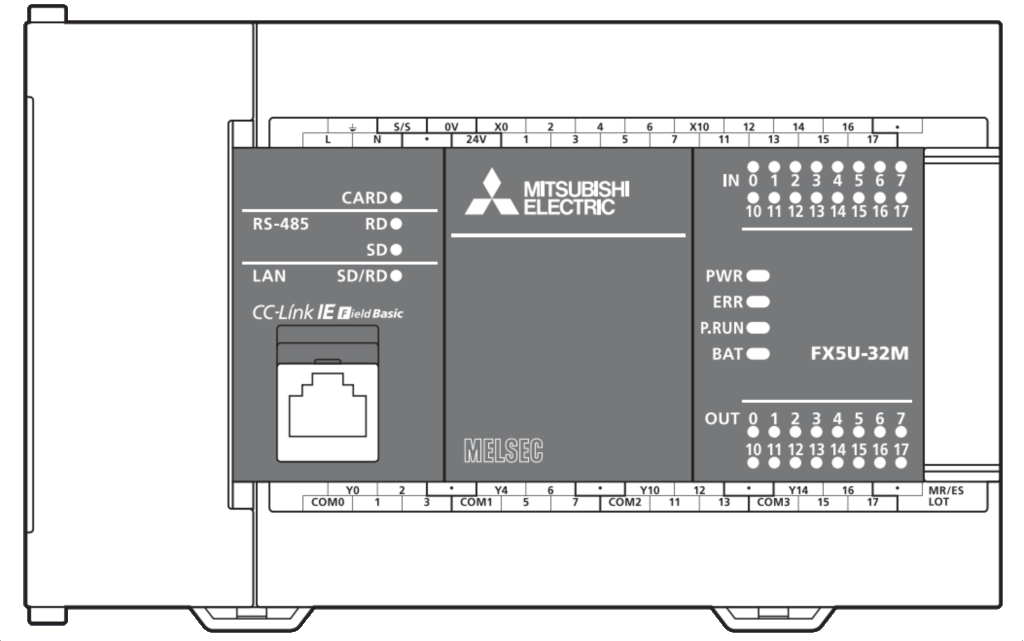 ⏚ S/S 0V X0 2 4 6 X10 12 14 16 •
L N • 24V 1 3 5 7 11 13 15 17
CARD
RS-485 RD
SD
LAN SD/RD
CC-Link IE Field Basic
MITSUBISHI
ELECTRIC
MELSEC
IN 0 1 2 3 4 5 6 7
10 11 12 13 14 15 16 17
PWR
ERR
P.RUN
BAT FX5U-32M
OUT 0 1 2 3 4 5 6 7
10 11 12 13 14 15 16 17
Y0 2 • Y4 6 • Y10 12 • Y14 16 • MR/ES
COM0 1 3 COM1 5 7 COM2 11 13 COM3 15 17 LOT